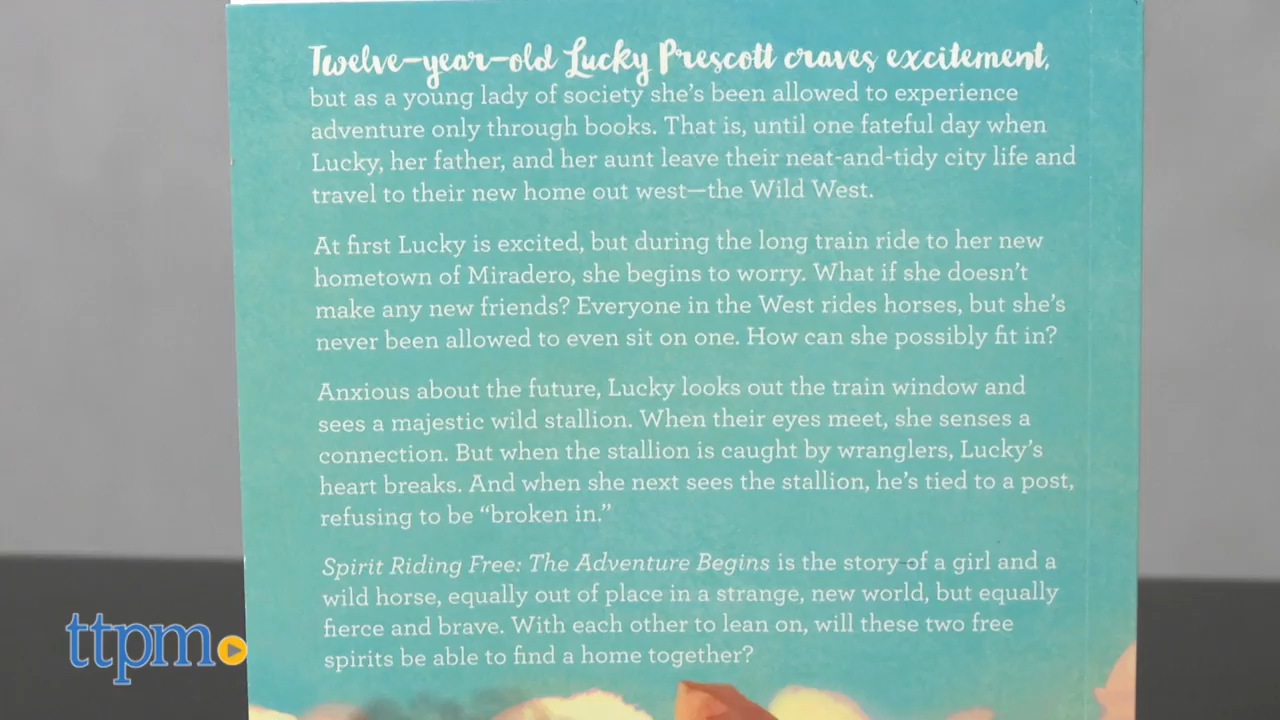 Twelve-year-old Lucky Prescott craves excitement,
but as a young lady of society she's been allowed to experience
adventure only through books. That is, until one fateful day when
Lucky, her father, and her aunt leave their neat-and-tidy city life and
travel to their new home out west—the Wild West.
At first Lucky is excited, but during the long train ride to her new
hometown of Miradero, she begins to worry. What if she doesn't
make any new friends? Everyone in the West rides horses, but she's
never been allowed to even sit on one. How can she possibly fit in?
Anxious about the future, Lucky looks out the train window and
sees a majestic wild stallion. When their eyes meet, she senses a
connection. But when the stallion is caught by wranglers, Lucky's
heart breaks. And when she next sees the stallion, he's tied to a post,
refusing to be “broken in.”
Spirit Riding Free: The Adventure Begins is the story of a girl and a
wild horse, equally out of place in a strange, new world, but equally
fierce and brave. With each other to lean on, will these two free
spirits be able to find a home together?
ttpm